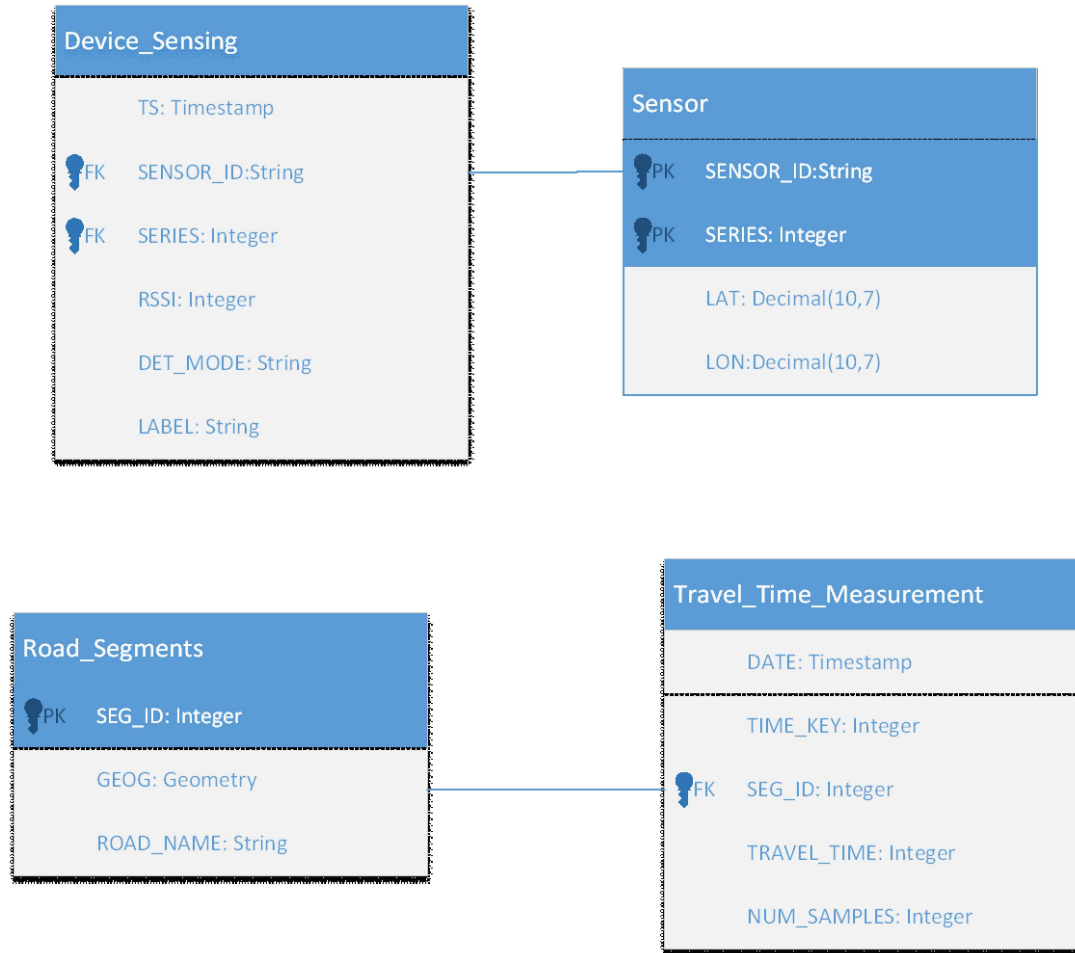 Device_Sensing
TS: Timestamp
FK SENSOR_ID:String
FK SERIES: Integer
RSSI: Integer
DET_MODE: String
LABEL: String
Sensor
PK SENSOR_ID:String
PK SERIES: Integer
LAT: Decimal(10,7)
LON:Decimal(10,7)
Road_Segments
PK SEG_ID: Integer
GEOG: Geometry
ROAD_NAME: String
Travel_Time_Measurement
DATE: Timestamp
TIME_KEY: Integer
FK SEG_ID: Integer
TRAVEL_TIME: Integer
NUM_SAMPLES: Integer